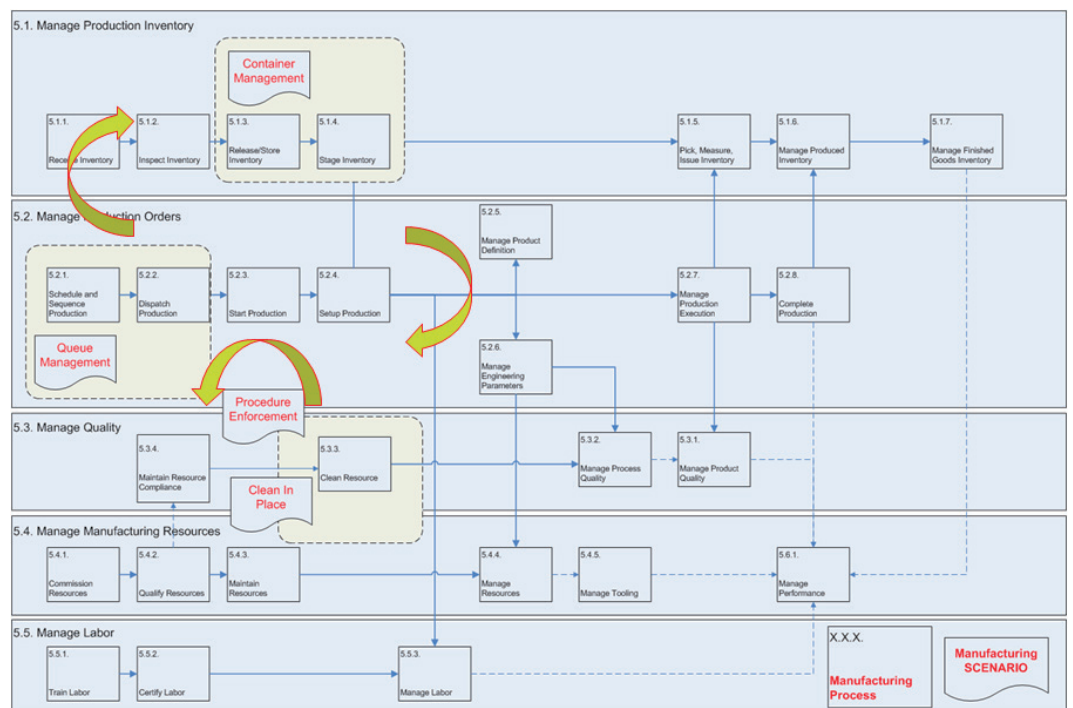 5.1. Manage Production Inventory
Container
Management
5.1.1.
Receive Inventory
5.1.2.
Inspect Inventory
5.1.3.
Release/Store
Inventory
5.1.4.
Stage Inventory
5.1.5.
Pick, Measure,
Issue Inventory
5.1.6.
Manage Produced
Inventory
5.1.7.
Manage Finished
Goods Inventory
5.2. Manage Production Orders
5.2.1.
Schedule and
Sequence
Production
5.2.2.
Dispatch
Production
5.2.3.
Start Production
5.2.4.
Setup Production
5.2.5.
Manage Product
Definition
5.2.6.
Manage
Engineering
Parameters
5.2.7.
Manage
Production
Execution
5.2.8.
Complete
Production
Queue
Management
Procedure
Enforcement
5.3. Manage Quality
5.3.4.
Maintain Resource
Compliance
5.3.3.
Clean Resource
5.3.2.
Manage Process
Quality
5.3.1.
Manage Product
Quality
Clean In
Place
5.4. Manage Manufacturing Resources
5.4.1.
Commission
Resources
5.4.2.
Qualify Resources
5.4.3.
Maintain
Resources
5.4.4.
Manage
Resources
5.4.5.
Manage Tooling
5.6.1.
Manage
Performance
5.5. Manage Labor
5.5.1.
Train Labor
5.5.2.
Certify Labor
5.5.3.
Manage Labor
X.X.X.
Manufacturing
Process
Manufacturing
SCENARIO